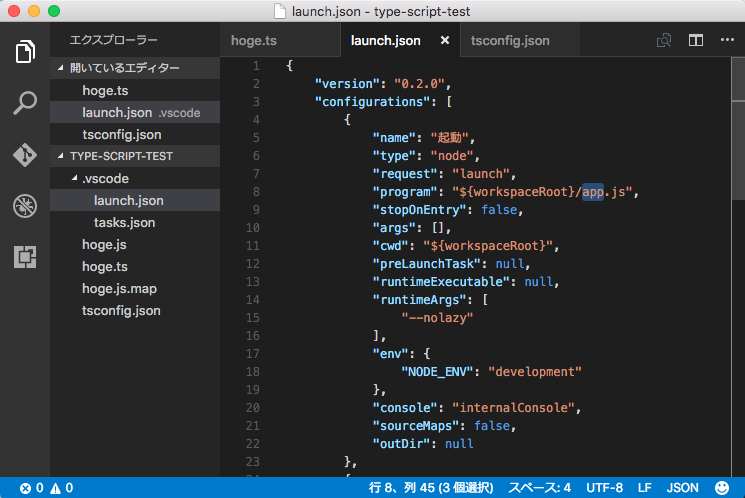 launch.json - type-script-test
エクスプローラー
開いているエディター
hoge.ts
launch.json .vscode
tsconfig.json
TYPE-SCRIPT-TEST
.vscode
launch.json
tasks.json
hoge.js
hoge.ts
hoge.js.map
tsconfig.json
hoge.ts launch.json × tsconfig.json
1 {
2 "version": "0.2.0",
3 "configurations": [
4 {
5 "name": "起動",
6 "type": "node",
7 "request": "launch",
8 "program": "${workspaceRoot}/app.js",
9 "stopOnEntry": false,
10 "args": [],
11 "cwd": "${workspaceRoot}",
12 "preLaunchTask": null,
13 "runtimeExecutable": null,
14 "runtimeArgs": [
15 "--nolazy"
16 ],
17 "env": {
18 "NODE_ENV": "development"
19 },
20 "console": "internalConsole",
21 "sourceMaps": false,
22 "outDir": null
23 },
24 {
0 0 行 8、列 45 (3 個選択) スペース: 4 UTF-8 LF JSON